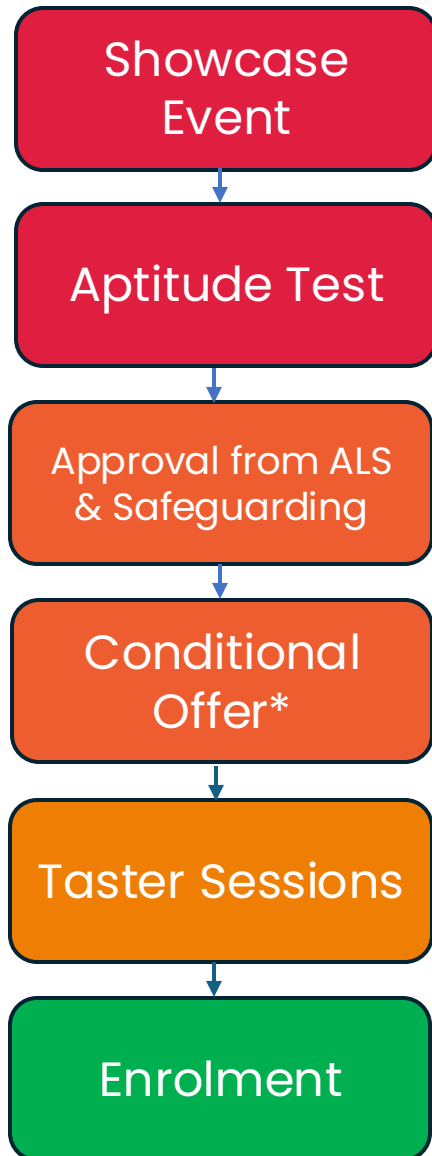 Showcase
Event
Aptitude Test
Approval from ALS
& Safeguarding
Conditional
Offer*
Taster Sessions
Enrolment